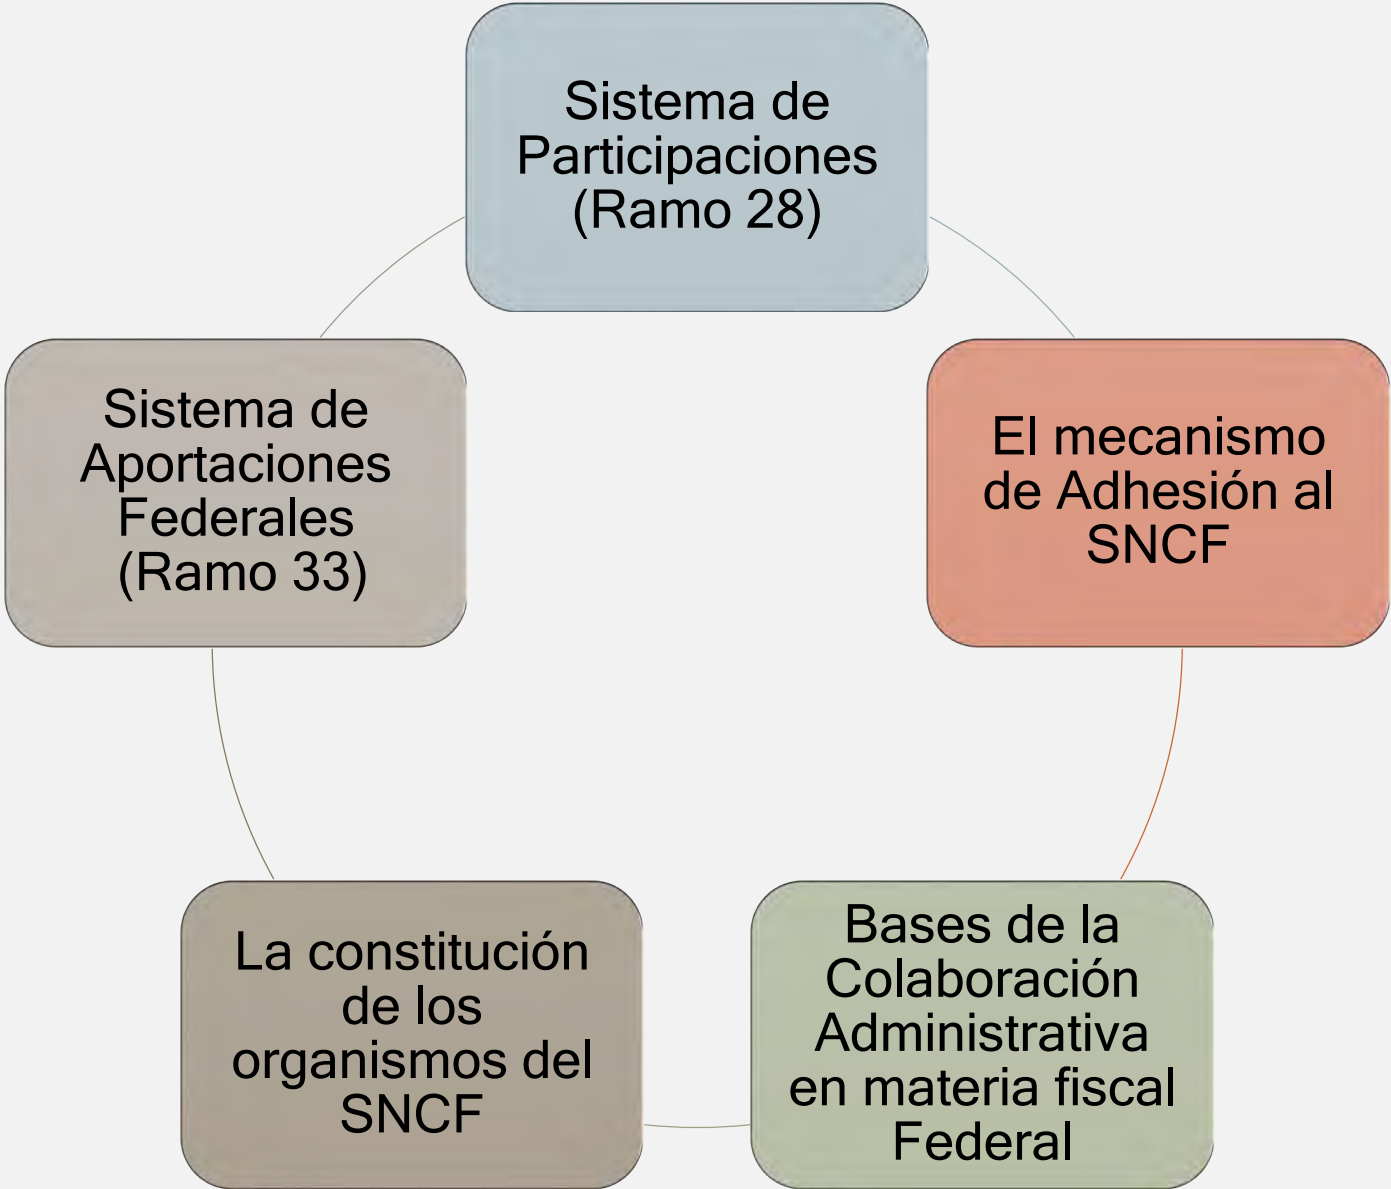 Sistema de
Participaciones
(Ramo 28)
El mecanismo
de Adhesión al
SNCF
Bases de la
Colaboración
Administrativa
en materia fiscal
Federal
La constitución
de los
organismos del
SNCF
Sistema de
Aportaciones
Federales
(Ramo 33)